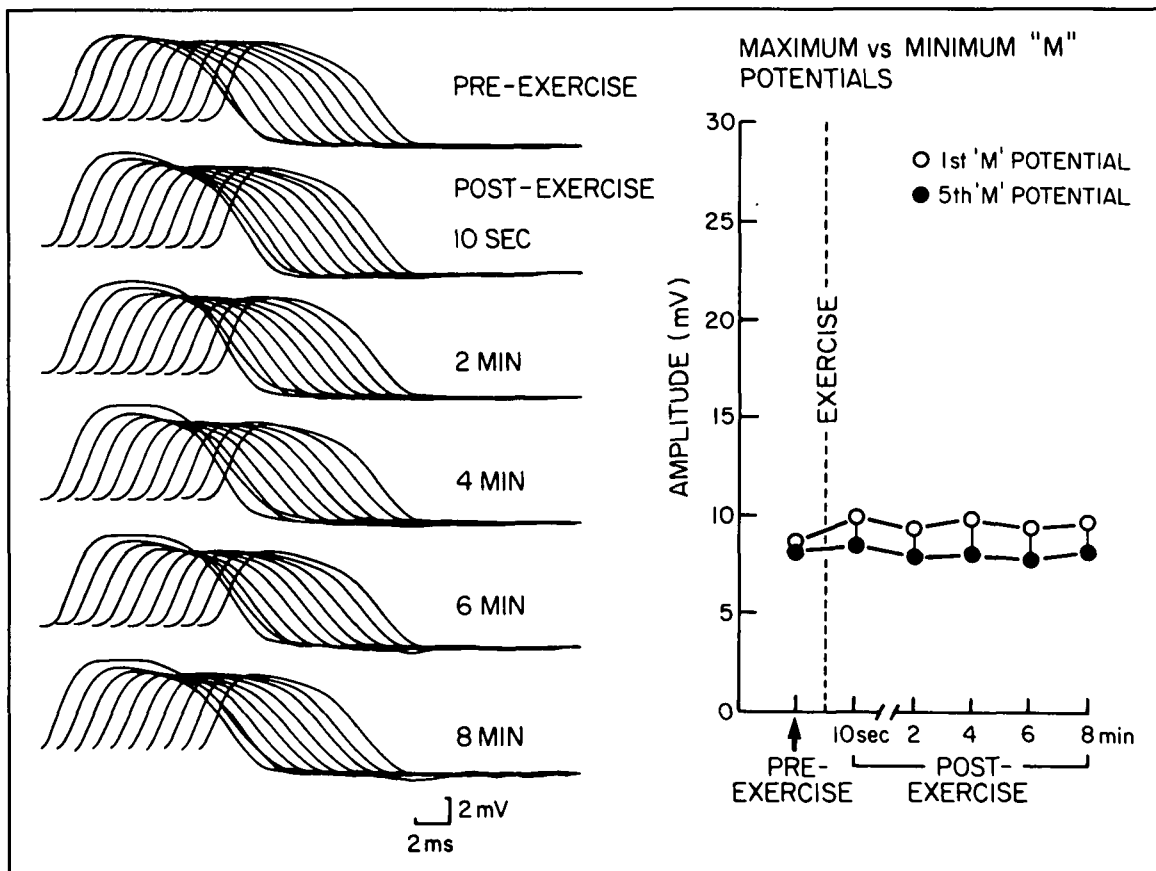 PRE-EXERCISE
POST-EXERCISE
10 SEC
2 MIN
4 MIN
6 MIN
8 MIN
2 mV
2 ms
MAXIMUM vs MINIMUM "M"
POTENTIALS
30
25
20
15
10
5
0
AMPLITUDE (mV)
EXERCISE
1st 'M' POTENTIAL
5th 'M' POTENTIAL
10 sec 2 4 6 8 min
PRE-
EXERCISE
POST-
EXERCISE